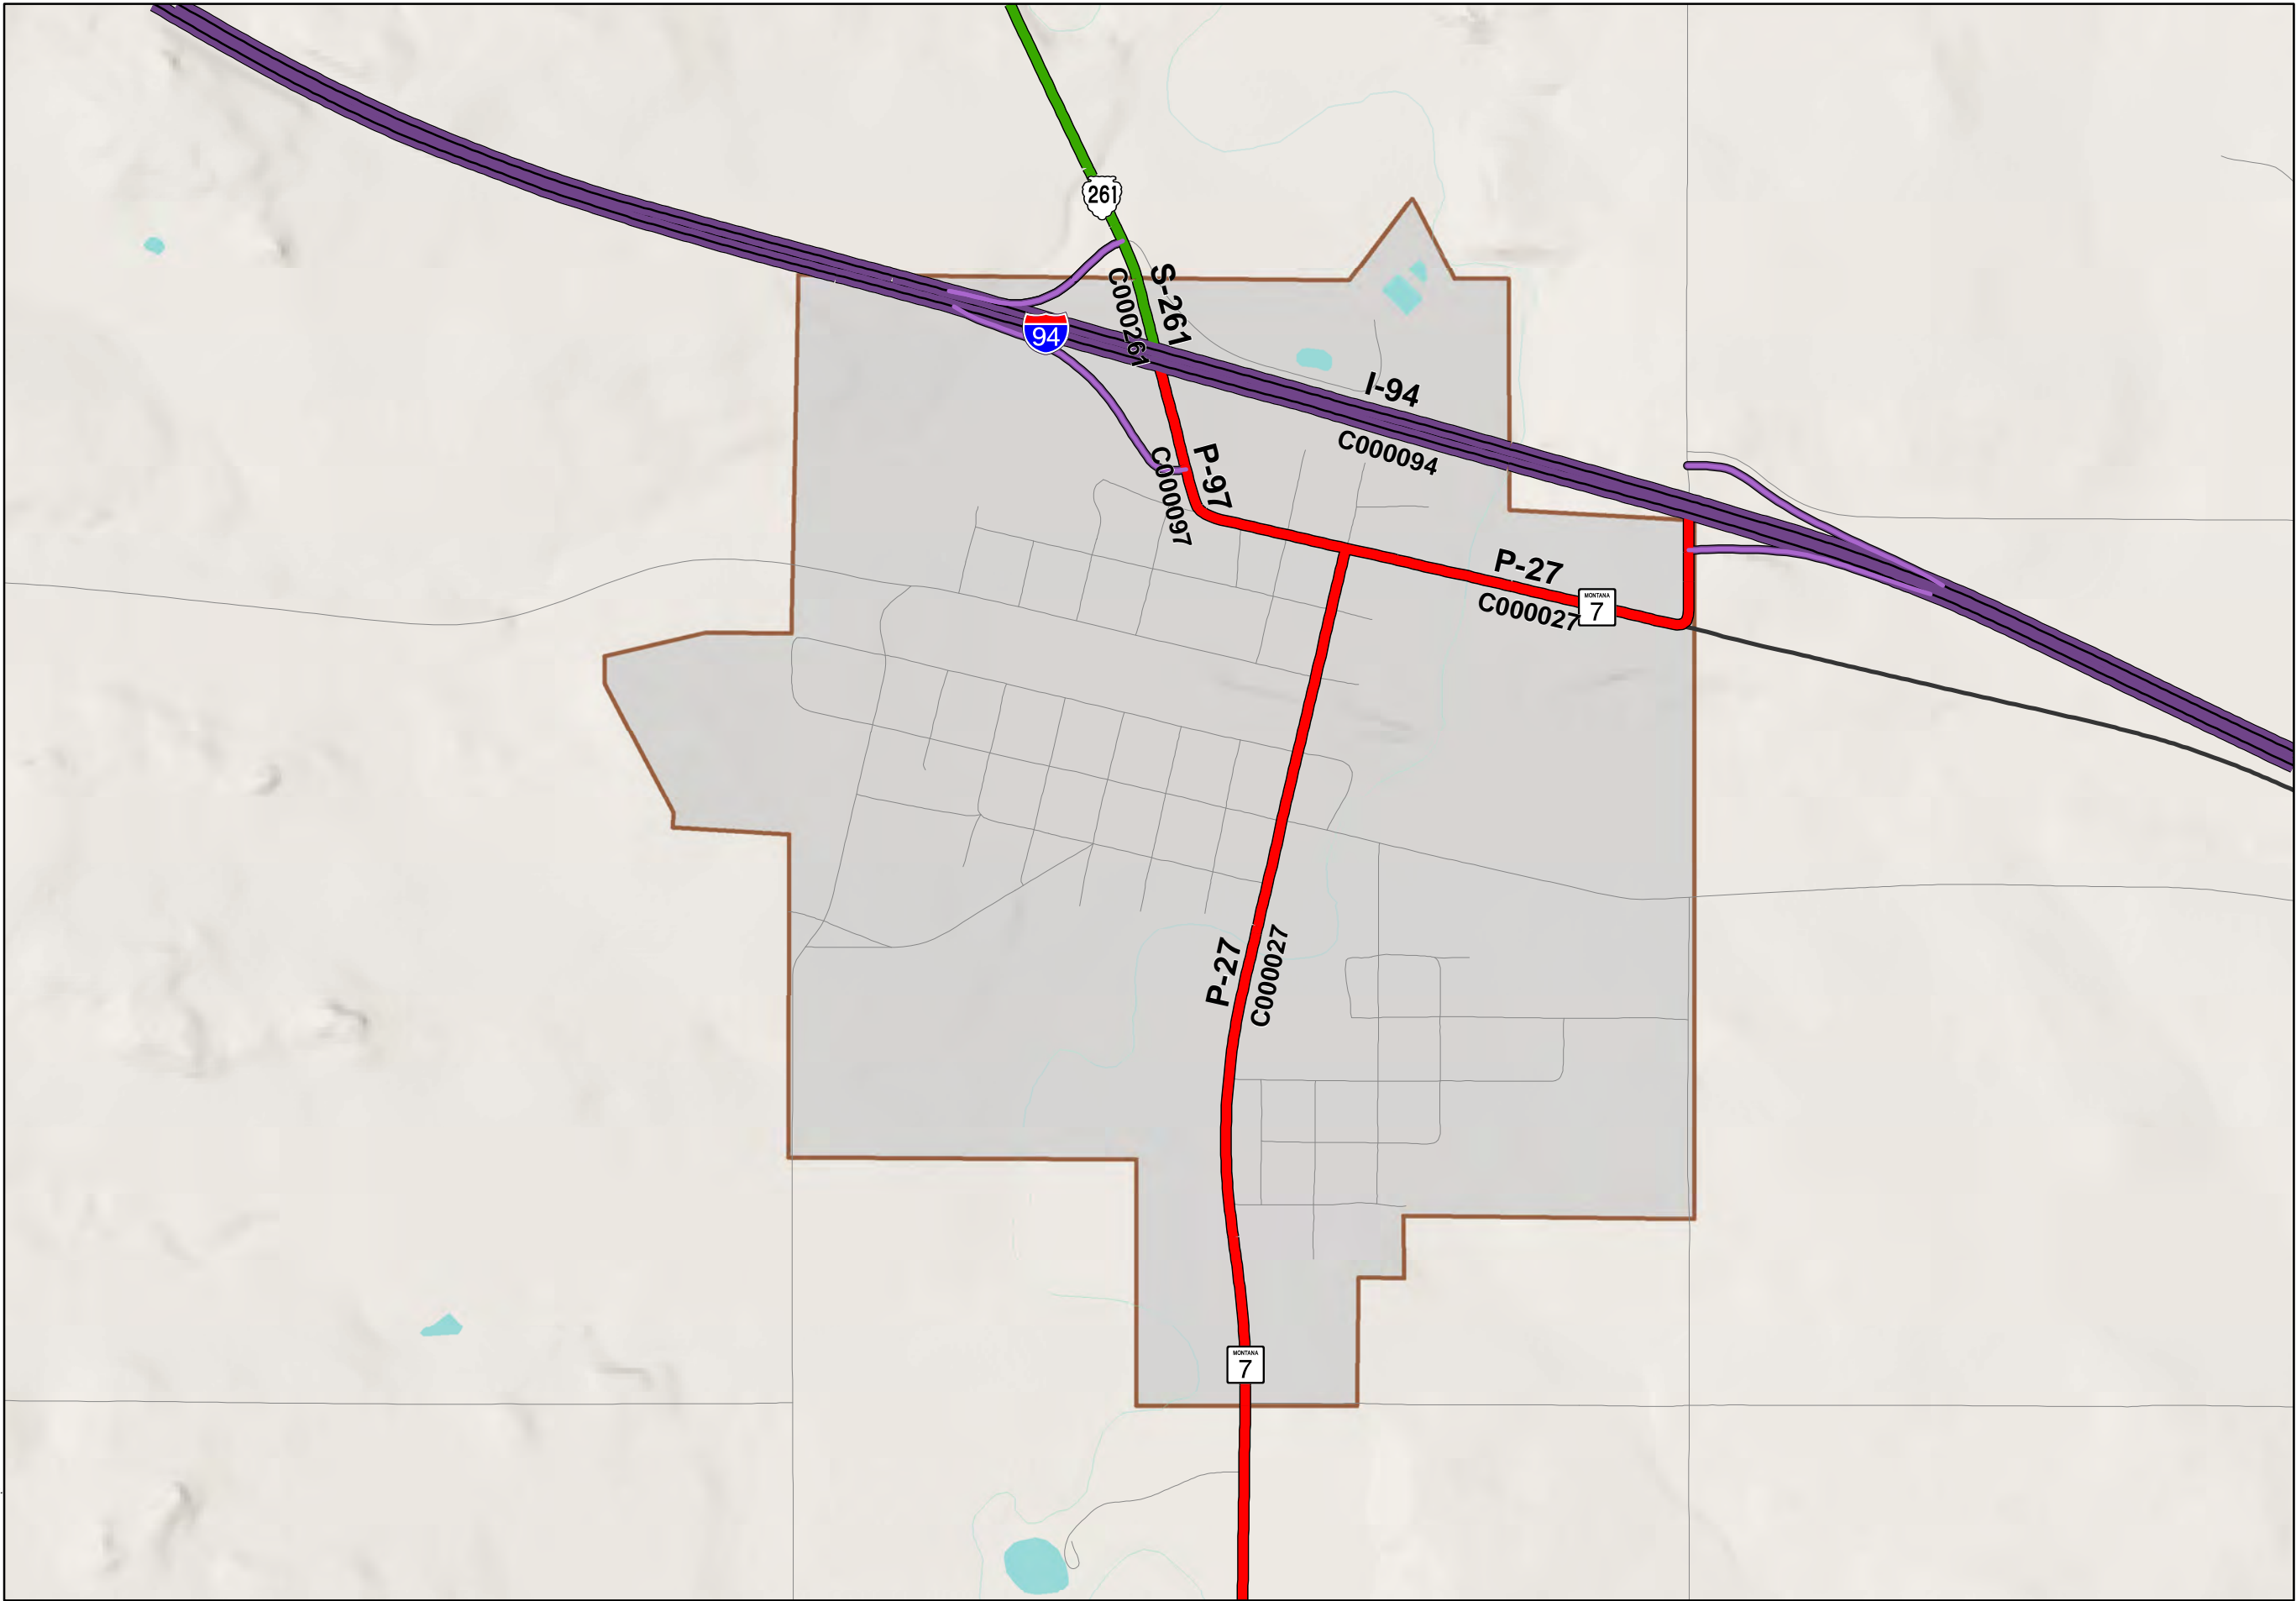 261
S-261
C000261
94
I-94
C000094
P-97
C000097
P-27
C000027
MONTANA
7
P-27
C000027
MONTANA
7